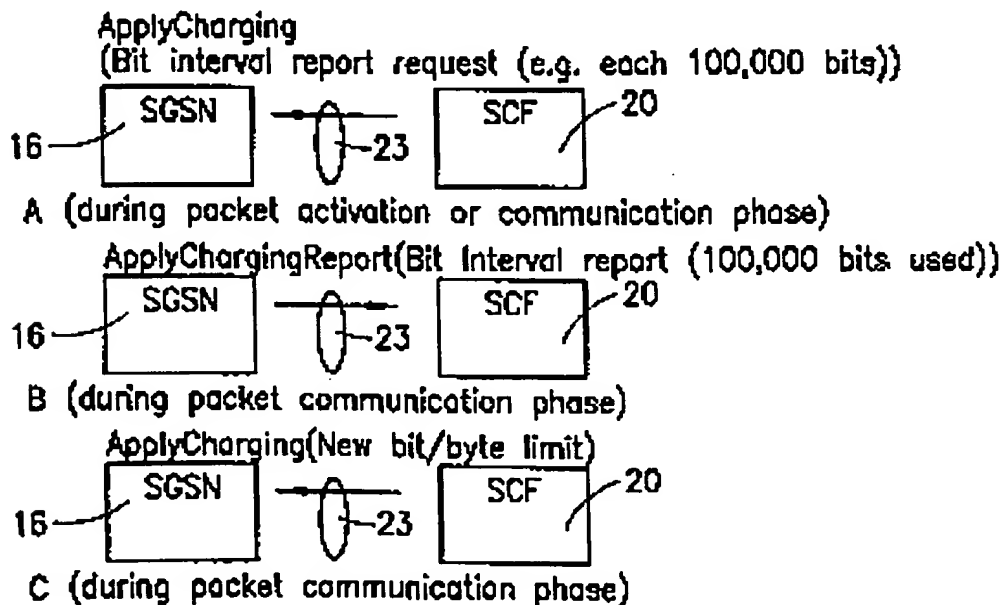 ApplyCharging
(Bit interval report request (e.g. each 100,000 bits))
SGSN SCF 20
16 23
A (during packet activation or communication phase)
ApplyChargingReport(Bit Interval report (100,000 bits used))
SGSN SCF 20
16 23
B (during packet communication phase)
ApplyCharging(New bit/byte limit)
SGSN SCF 20
16 23
C (during packet communication phase)